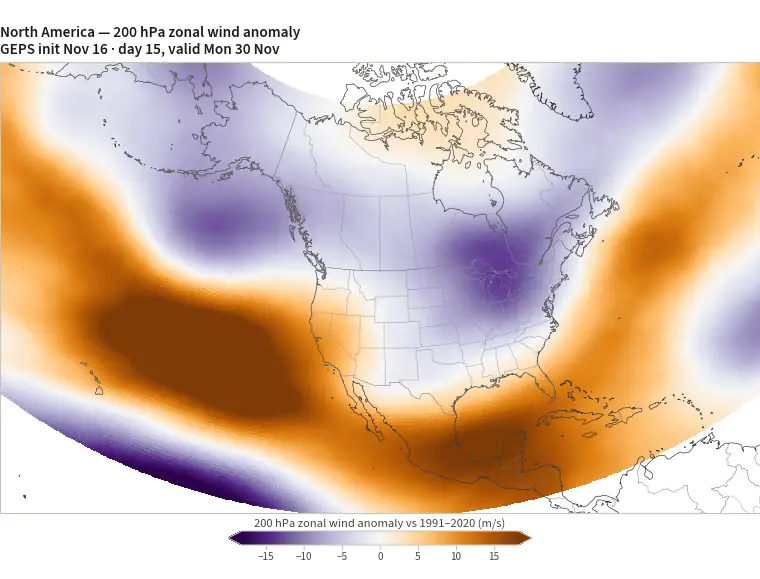 North America — 200 hPa zonal wind anomaly
GEPS init Nov 16 · day 15, valid Mon 30 Nov
200 hPa zonal wind anomaly vs 1991–2020 (m/s)
−15 −10 −5 0 5 10 15